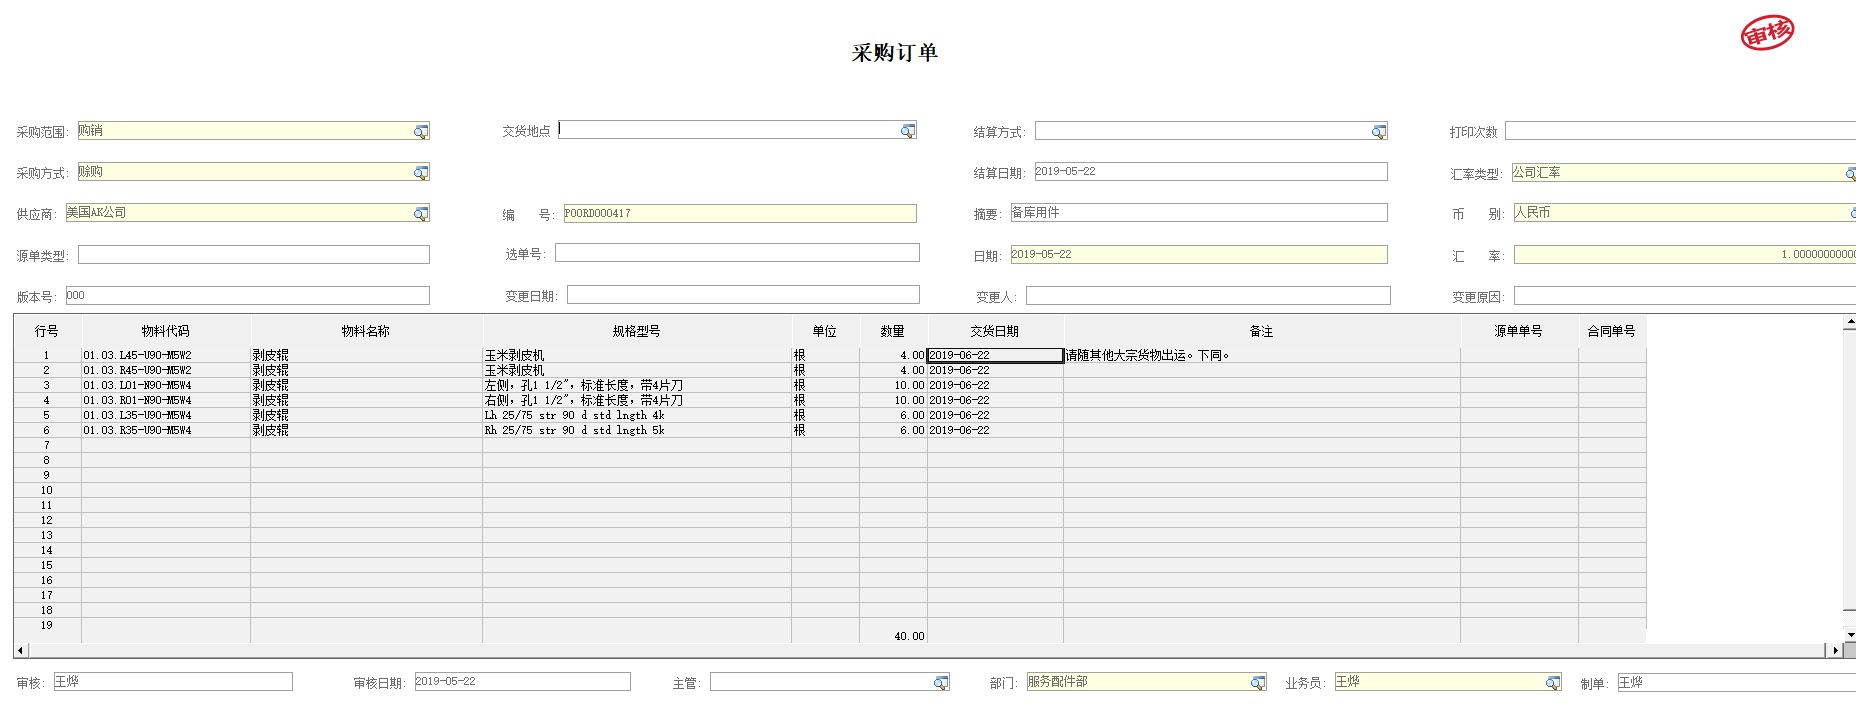 审核
采购订单
采购范围: 购销 交货地点 结算方式: 打印次数
采购方式: 赊购 结算日期: 2019-05-22 汇率类型: 公司汇率
供应商: 美国AK公司 编 号: POORD000417 摘要: 备库用件 币 别: 人民币
源单类型: 选单号: 日期: 2019-05-22 汇 率: 1.0000000000
版本号: 000 变更日期: 变更人: 变更原因:
行号 物料代码 物料名称 规格型号 单位 数量 交货日期 备注 源单单号 合同单号
1 01.03.L45-U90-M5W2 剥皮辊 玉米剥皮机 根 4.00 2019-06-22 请随其他大宗货物出运。下同。
2 01.03.R45-U90-M5W2 剥皮辊 玉米剥皮机 根 4.00 2019-06-22
3 01.03.L01-N90-M5W4 剥皮辊 左侧，孔1 1/2"，标准长度，带4片刀 根 10.00 2019-06-22
4 01.03.R01-N90-M5W4 剥皮辊 右侧，孔1 1/2"，标准长度，带4片刀 根 10.00 2019-06-22
5 01.03.L35-U90-M5W4 剥皮辊 Lh 25/75 str 90 d std lngth 4k 根 6.00 2019-06-22
6 01.03.R35-U90-M5W4 剥皮辊 Rh 25/75 str 90 d std lngth 5k 根 6.00 2019-06-22
7
8
9
10
11
12
13
14
15
16
17
18
19
40.00
审核: 王烨 审核日期: 2019-05-22 主管: 部门: 服务配件部 业务员: 王烨 制单: 王烨